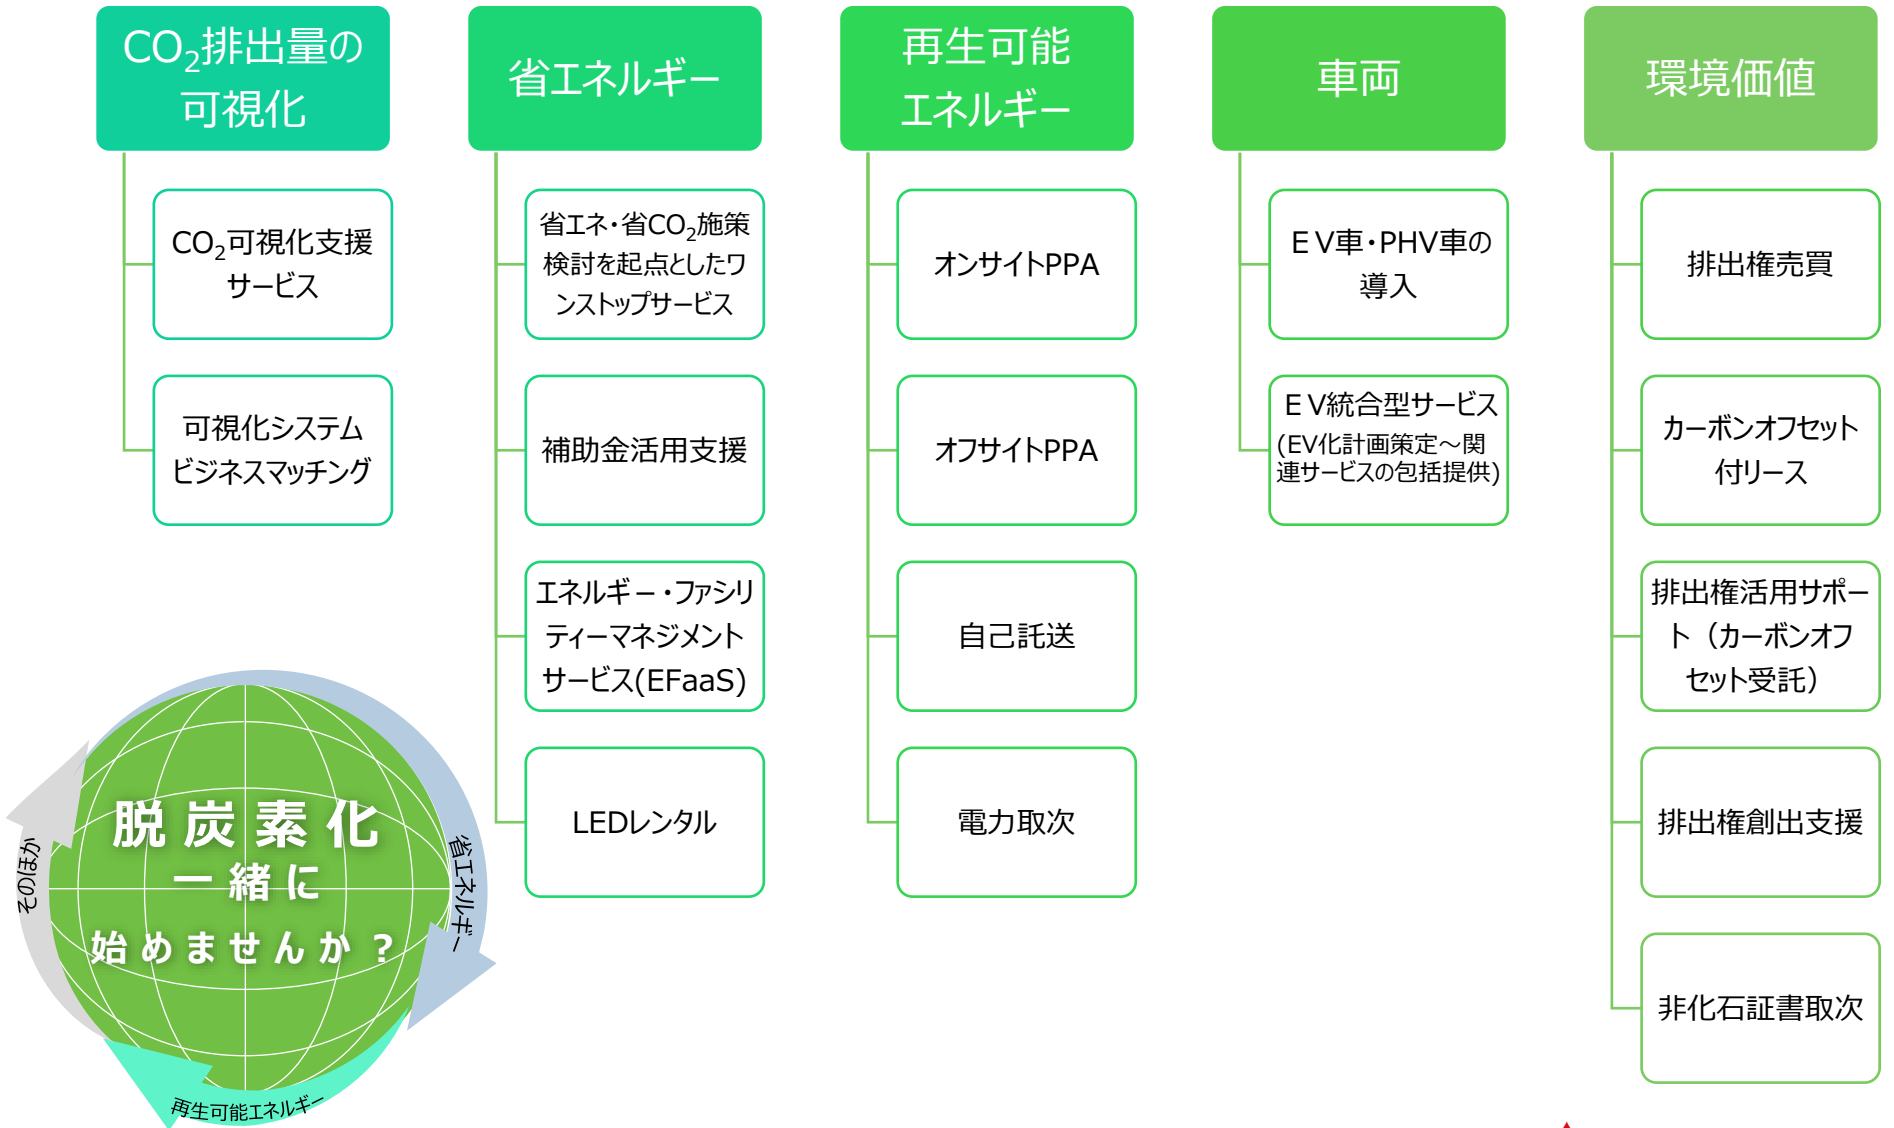 CO₂排出量の
可視化
CO₂可視化支援
サービス
可視化システム
ビジネスマッチング
省エネルギー
省エネ・省CO₂施策
検討を起点としたワ
ンストップサービス
補助金活用支援
エネルギー・ファシリ
ティーマネジメント
サービス(EFaaS)
LEDレンタル
再生可能
エネルギー
オンサイトPPA
オフサイトPPA
自己託送
電力取次
車両
ＥV車・PHV車の
導入
ＥV統合型サービス
(EV化計画策定～関
連サービスの包括提供)
環境価値
排出権売買
カーボンオフセット
付リース
排出権活用サポー
ト（カーボンオフ
セット受託）
排出権創出支援
非化石証書取次
脱炭素化
一緒に
始めませんか？
省エネルギー
再生可能エネルギー
そのほか